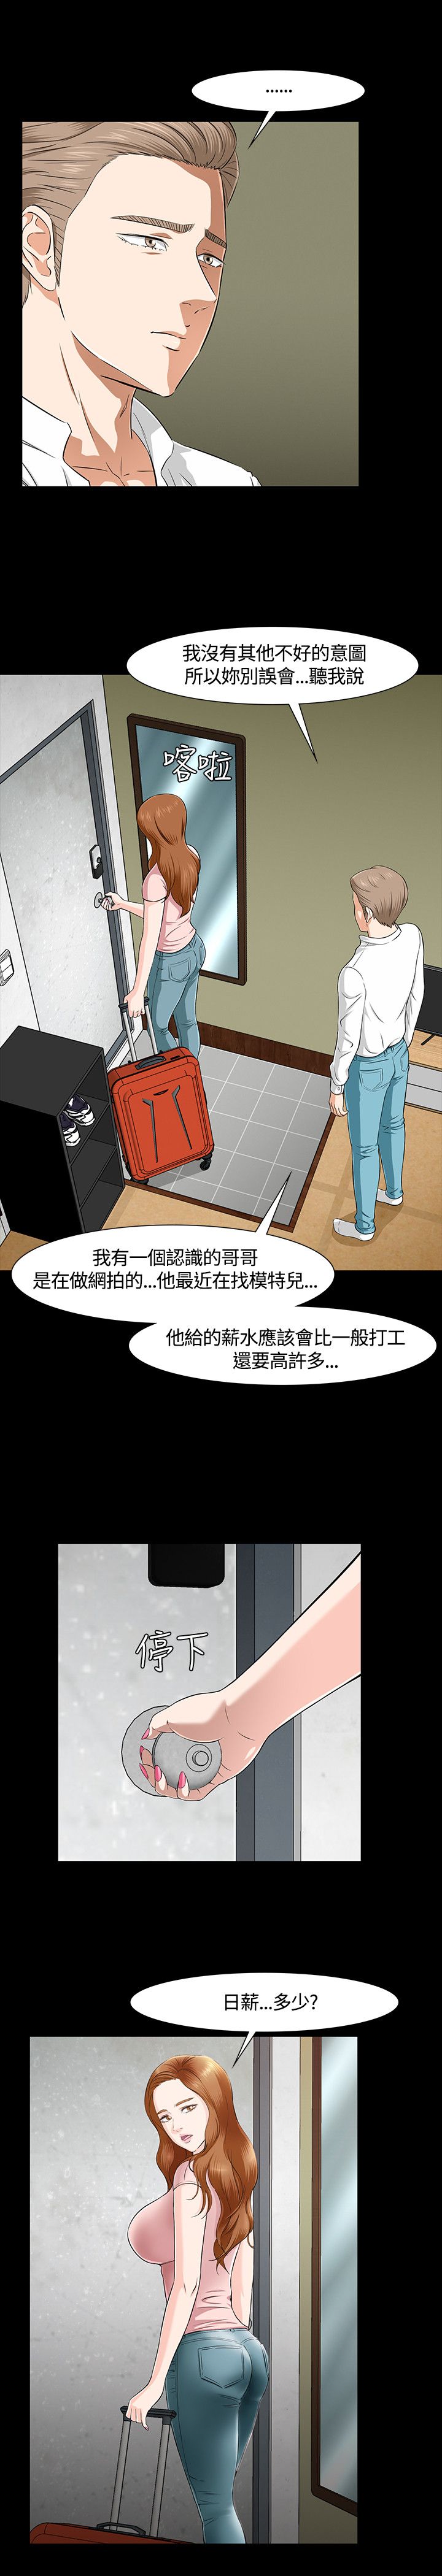 ......
我沒有其他不好的意圖
所以妳別誤會...聽我說
喀啦
我有一個認識的哥哥
是在做網拍的...他最近在找模特兒...
他給的薪水應該會比一般打工
還要高許多...
停下
日薪...多少?